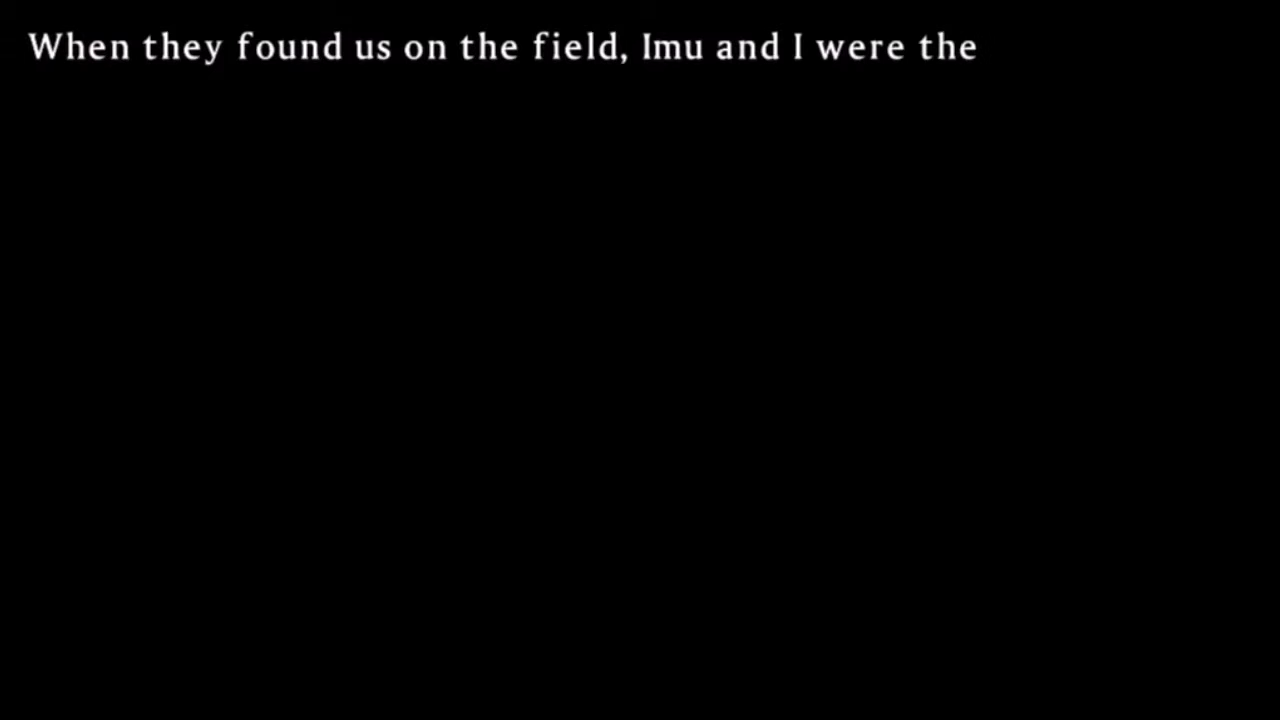 When they found us on the field, Imu and I were the